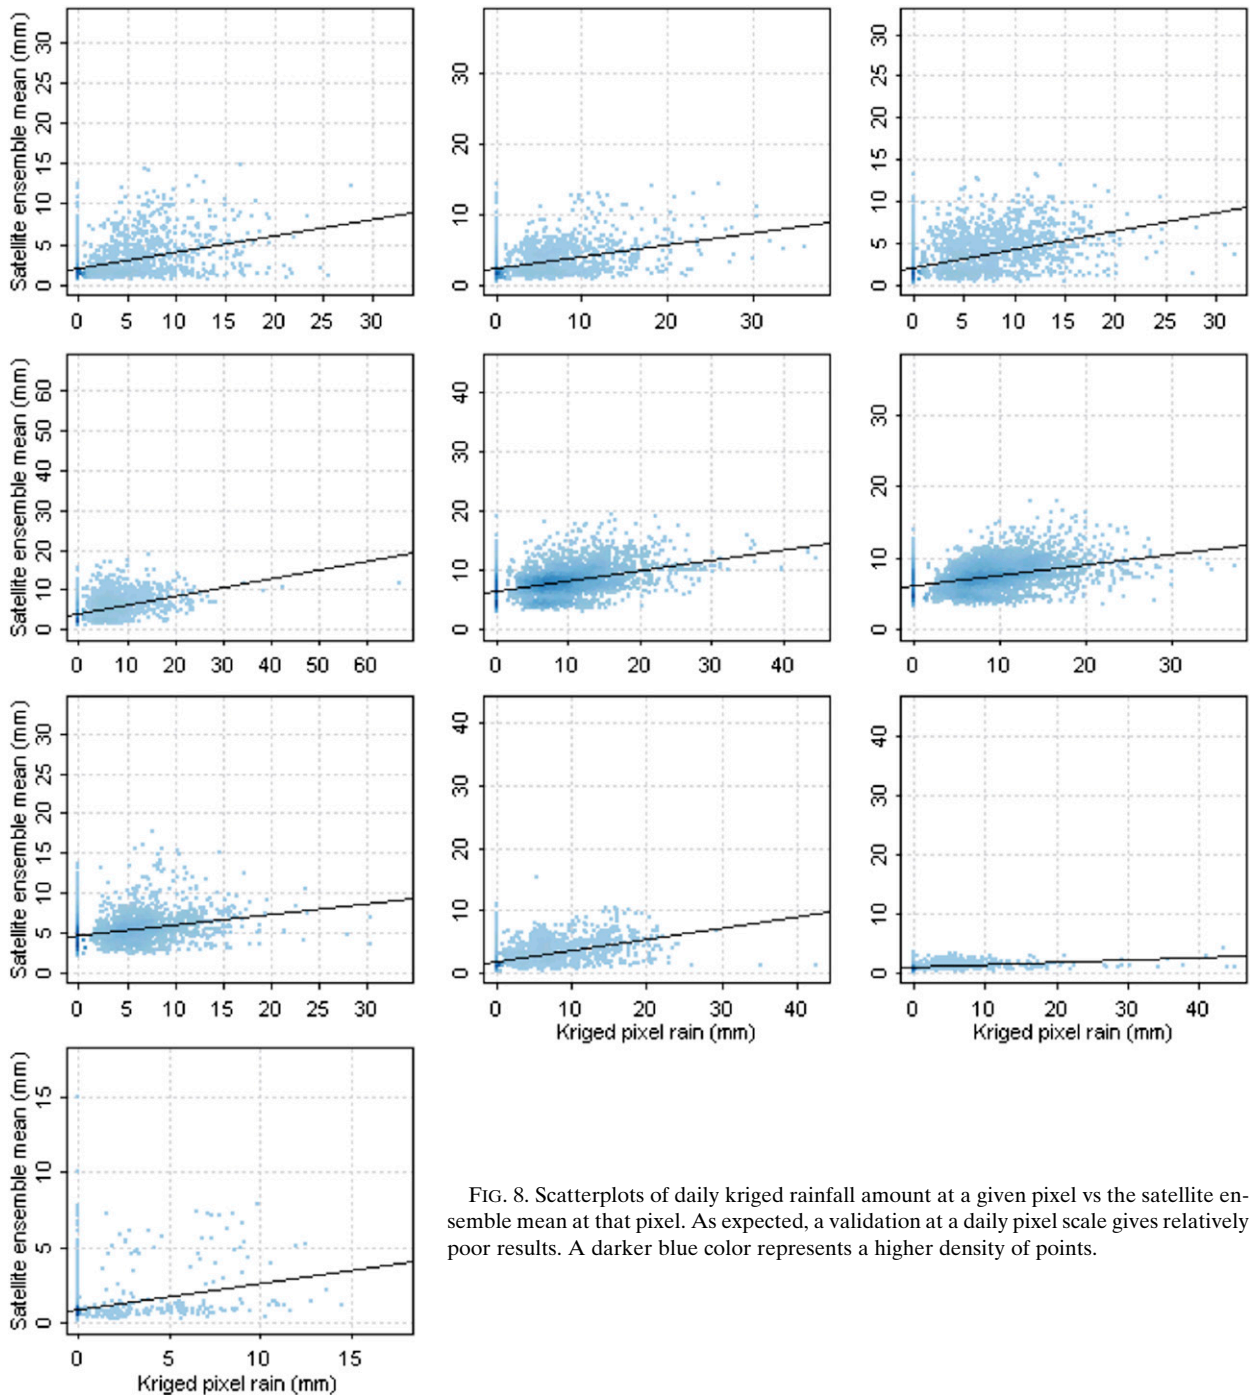 Satellite ensemble mean (mm)
0 5 10 15 20 25 30
0 5 10 15 20 25 30
0 10 20 30
0 10 20 30
0 5 10 15 20 25 30
0 5 10 15 20 25 30
Satellite ensemble mean (mm)
0 10 20 30 40 50 60
0 10 20 30 40 50 60
0 10 20 30 40
0 10 20 30 40
0 10 20 30
0 10 20 30
Satellite ensemble mean (mm)
0 5 10 15 20 25 30
0 5 10 15 20 25 30
0 10 20 30 40
0 10 20 30 40
Kriged pixel rain (mm)
0 10 20 30 40
0 10 20 30 40
Kriged pixel rain (mm)
Satellite ensemble mean (mm)
0 5 10 15
0 5 10 15
Kriged pixel rain (mm)
FIG. 8. Scatterplots of daily kriged rainfall amount at a given pixel vs the satellite en-
semble mean at that pixel. As expected, a validation at a daily pixel scale gives relatively
poor results. A darker blue color represents a higher density of points.